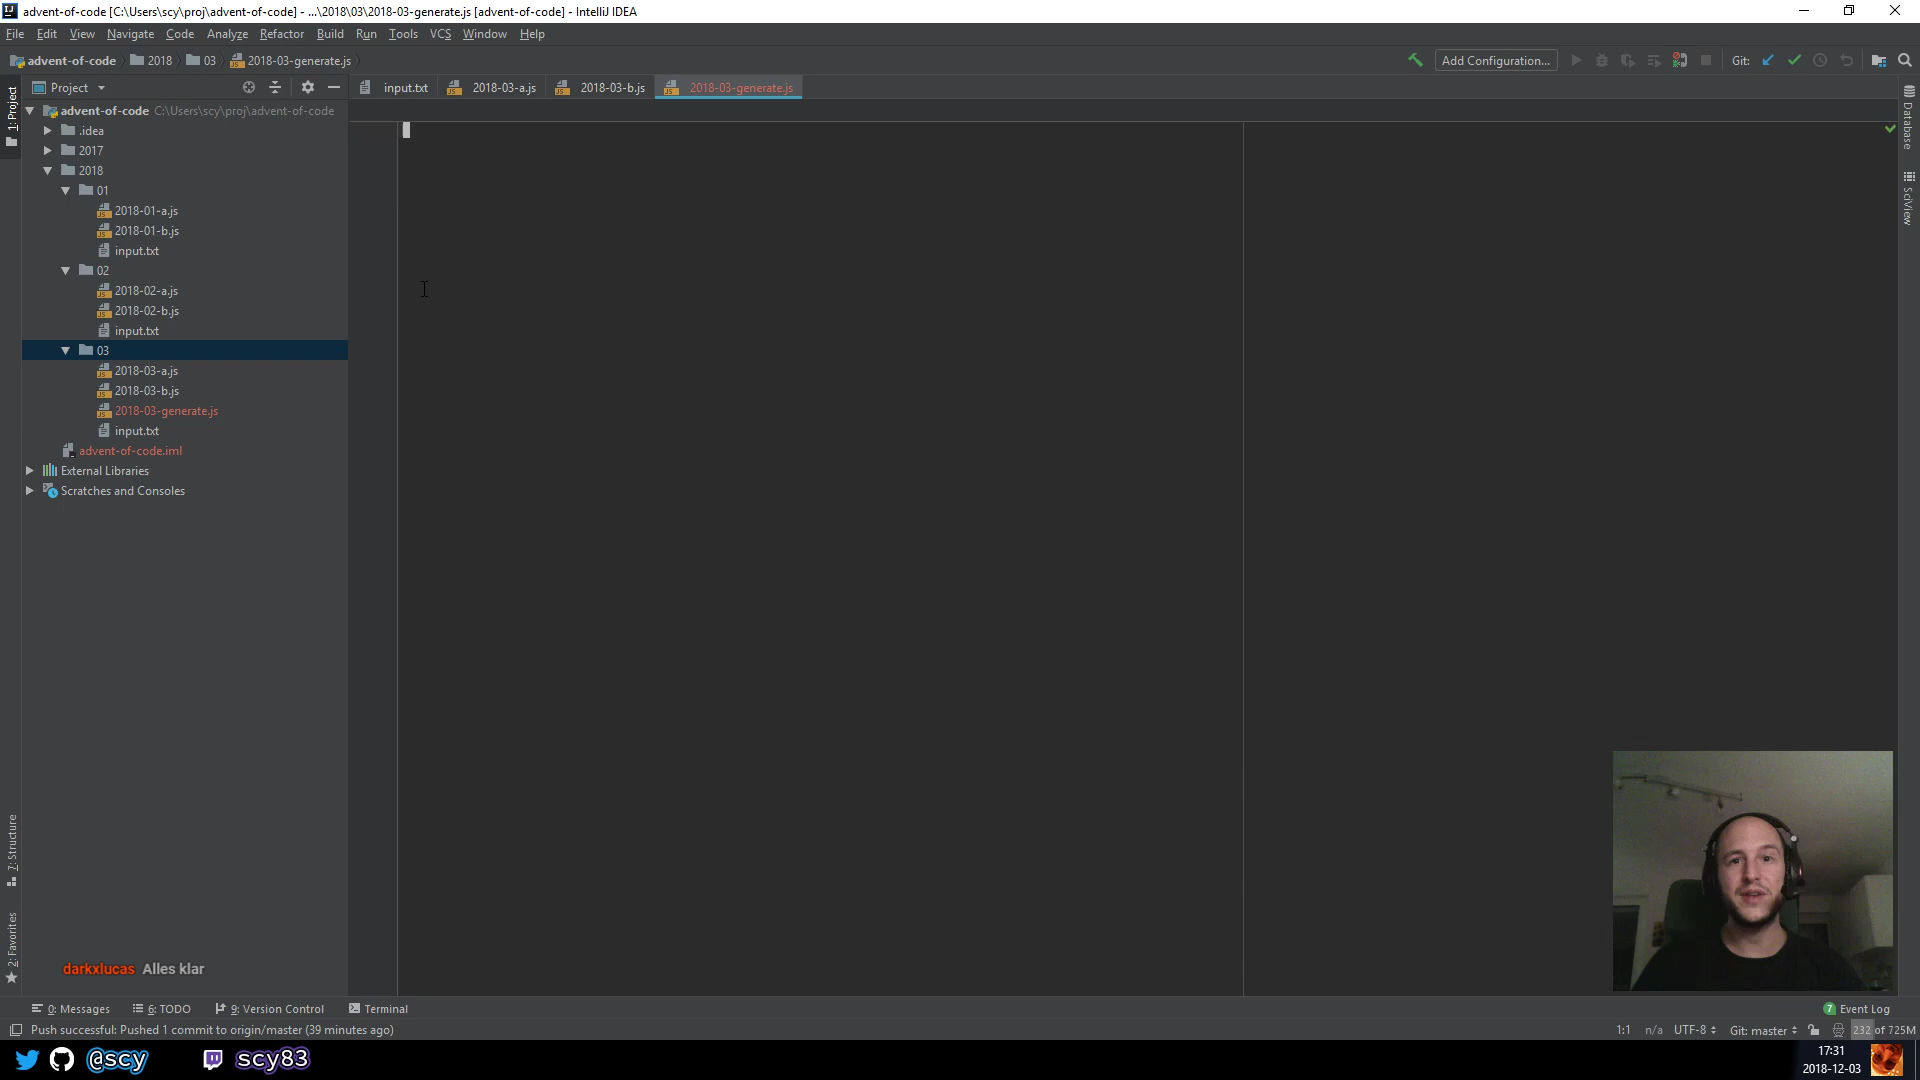 advent-of-code [C:\Users\scy\proj\advent-of-code] - ...\2018\03\2018-03-generate.js [advent-of-code] - IntelliJ IDEA
File Edit View Navigate Code Analyze Refactor Build Run Tools VCS Window Help
advent-of-code 2018 03 2018-03-generate.js
Add Configuration... Git:
Project
input.txt 2018-03-a.js 2018-03-b.js 2018-03-generate.js
1: Project
advent-of-code C:\Users\scy\proj\advent-of-code
.idea
2017
2018
01
2018-01-a.js
2018-01-b.js
input.txt
02
2018-02-a.js
2018-02-b.js
input.txt
03
2018-03-a.js
2018-03-b.js
2018-03-generate.js
input.txt
advent-of-code.iml
External Libraries
Scratches and Consoles
Database
SciView
7: Structure
2: Favorites
darkxlucas Alles klar
0: Messages 6: TODO 9: Version Control Terminal
7 Event Log
Push successful: Pushed 1 commit to origin/master (39 minutes ago)
1:1 n/a UTF-8 Git: master 232 of 725M
@scy scy83
17:31
2018-12-03